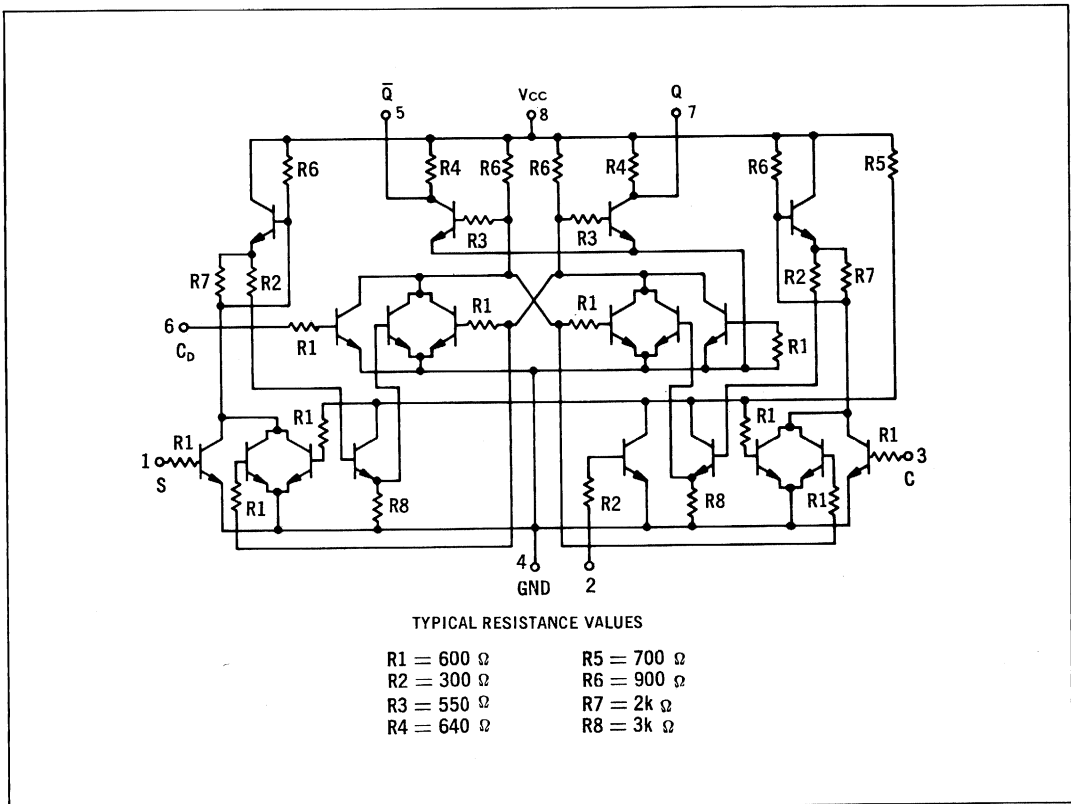 Q̅ VCC Q
5 8 7
R6 R4 R6 R6 R4 R6 R5
R3 R3
R7 R2 R2 R7
R1 R1
6 R1 R1
CD
R1 R1
1 R1 R1 3
S C
R1 R8 R2 R8 R1
4
GND 2
TYPICAL RESISTANCE VALUES
R1 = 600 Ω R5 = 700 Ω
R2 = 300 Ω R6 = 900 Ω
R3 = 550 Ω R7 = 2k Ω
R4 = 640 Ω R8 = 3k Ω